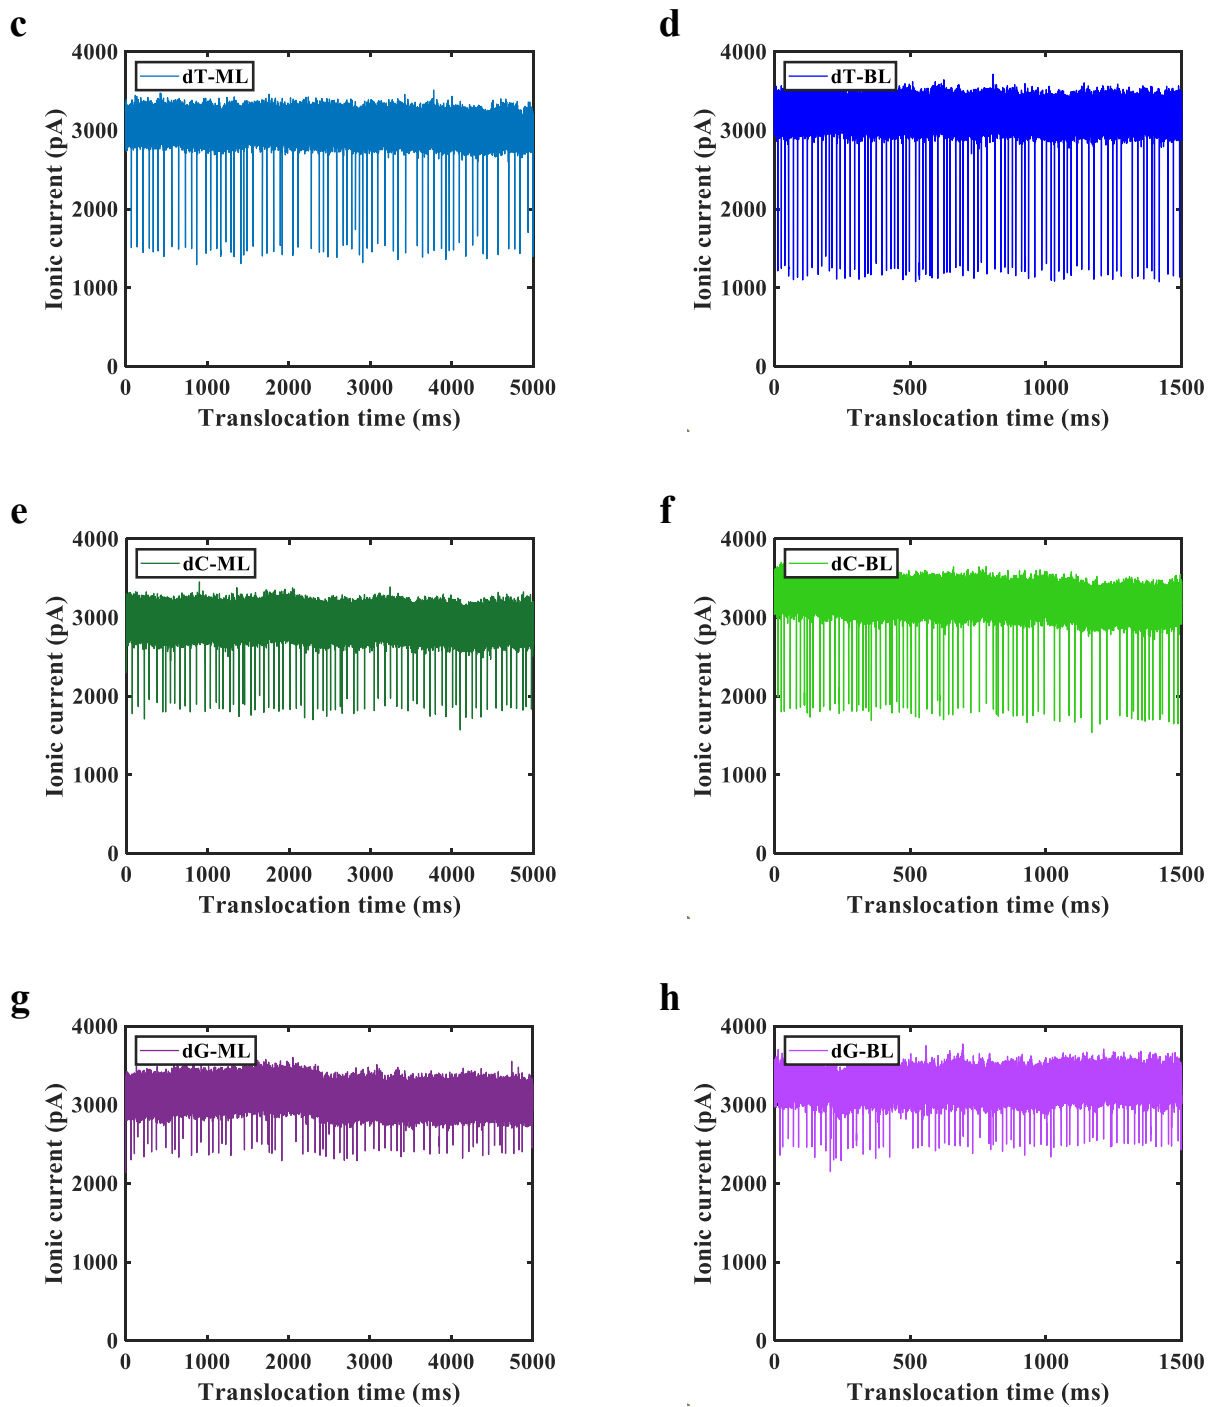 c
dT-ML
4000
3000
2000
1000
0
Ionic current (pA)
0 1000 2000 3000 4000 5000
Translocation time (ms)
d
dT-BL
4000
3000
2000
1000
0
Ionic current (pA)
0 500 1000 1500
Translocation time (ms)
e
dC-ML
4000
3000
2000
1000
0
Ionic current (pA)
0 1000 2000 3000 4000 5000
Translocation time (ms)
f
dC-BL
4000
3000
2000
1000
0
Ionic current (pA)
0 500 1000 1500
Translocation time (ms)
g
dG-ML
4000
3000
2000
1000
0
Ionic current (pA)
0 1000 2000 3000 4000 5000
Translocation time (ms)
h
dG-BL
4000
3000
2000
1000
0
Ionic current (pA)
0 500 1000 1500
Translocation time (ms)